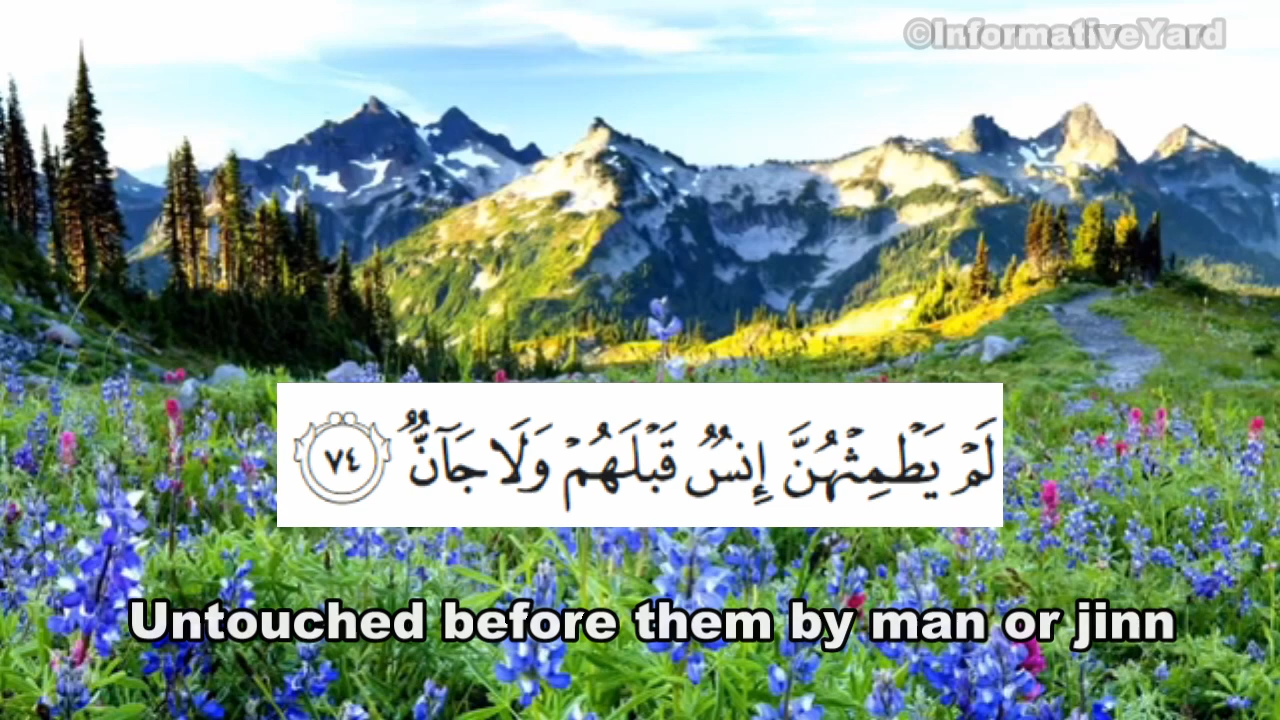 ©InformativeYard
لَمْ يَطْمِثْهُنَّ إِنسٌ قَبْلَهُمْ وَلَا جَآنٌّ ٧٤
Untouched before them by man or jinn